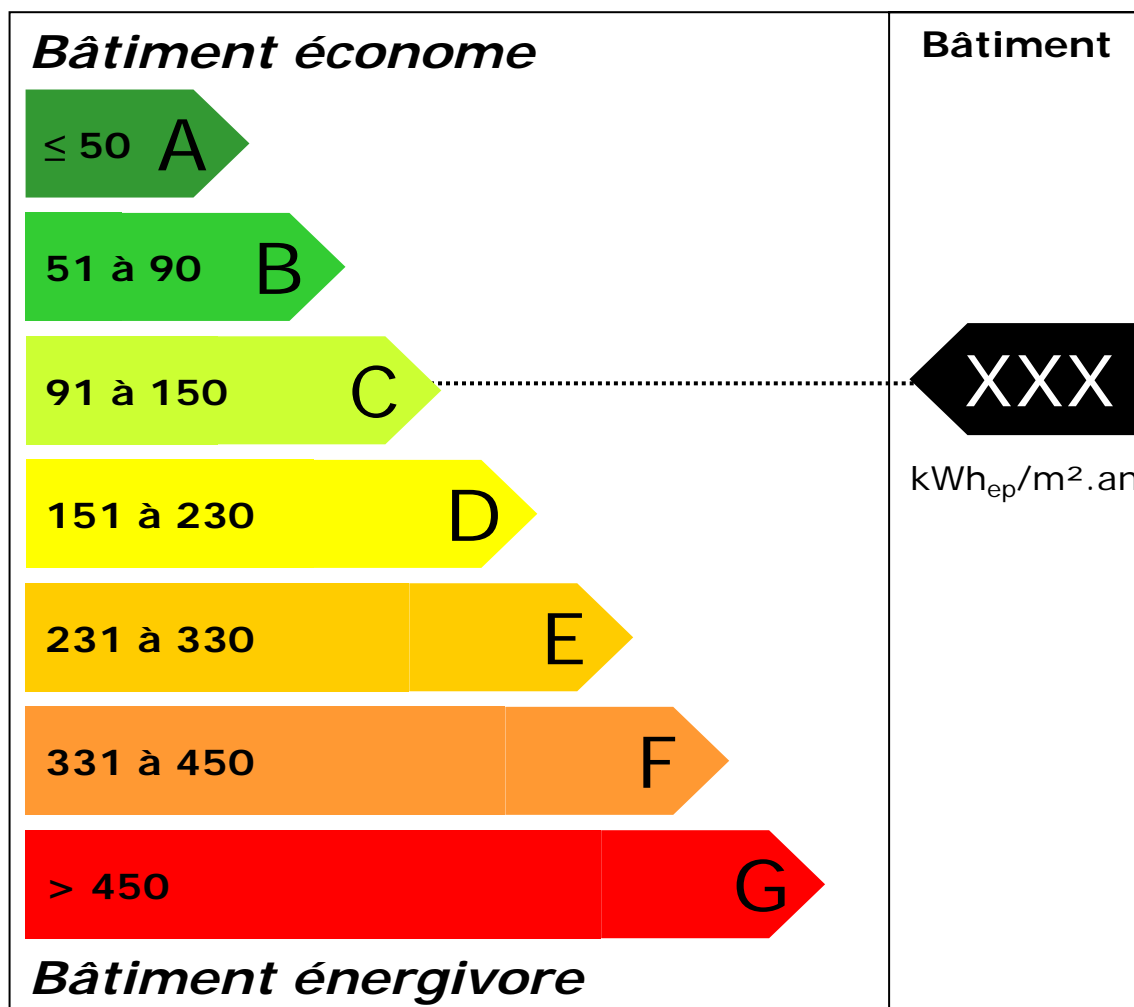 Bâtiment économe
Bâtiment
≤ 50 A
51 à 90 B
91 à 150 C
XXX
kWhep/m².an
151 à 230 D
231 à 330 E
331 à 450 F
> 450 G
Bâtiment énergivore